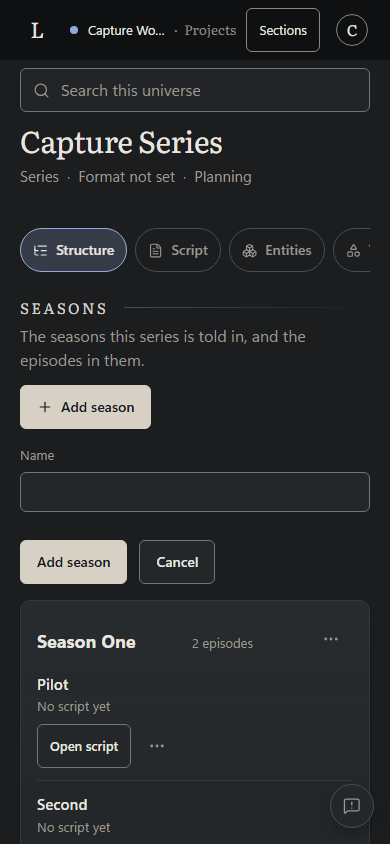 L Capture Wo... · Projects Sections C
Search this universe
Capture Series
Series · Format not set · Planning
Structure Script Entities
SEASONS
The seasons this series is told in, and the
episodes in them.
+ Add season
Name
Add season Cancel
Season One 2 episodes ...
Pilot
No script yet
Open script ...
Second
No script yet